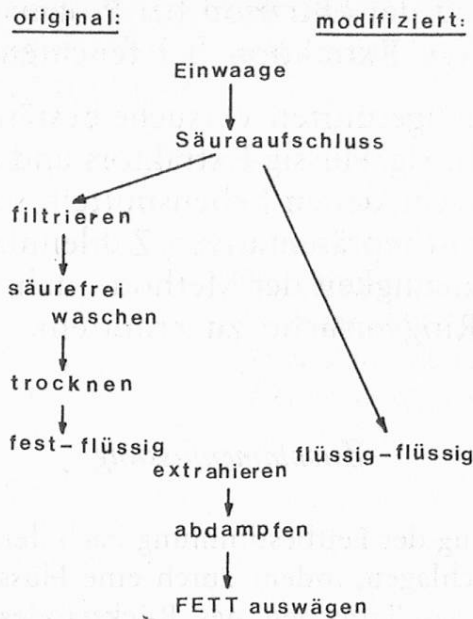 original: modifiziert:
Einwaage
Säureaufschluss
filtrieren
säurefrei
waschen
trocknen
fest-flüssig flüssig-flüssig
extrahieren
abdampfen
FETT auswägen